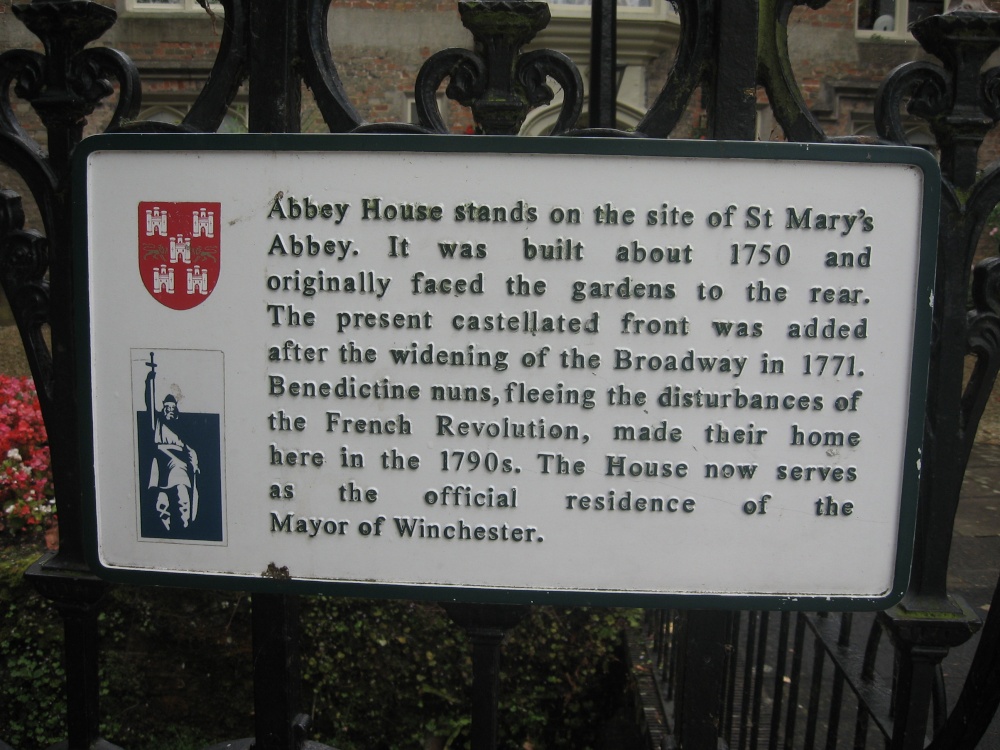 Abbey House stands on the site of St Mary's
Abbey. It was built about 1750 and
originally faced the gardens to the rear.
The present castellated front was added
after the widening of the Broadway in 1771.
Benedictine nuns, fleeing the disturbances of
the French Revolution, made their home
here in the 1790s. The House now serves
as the official residence of the
Mayor of Winchester.